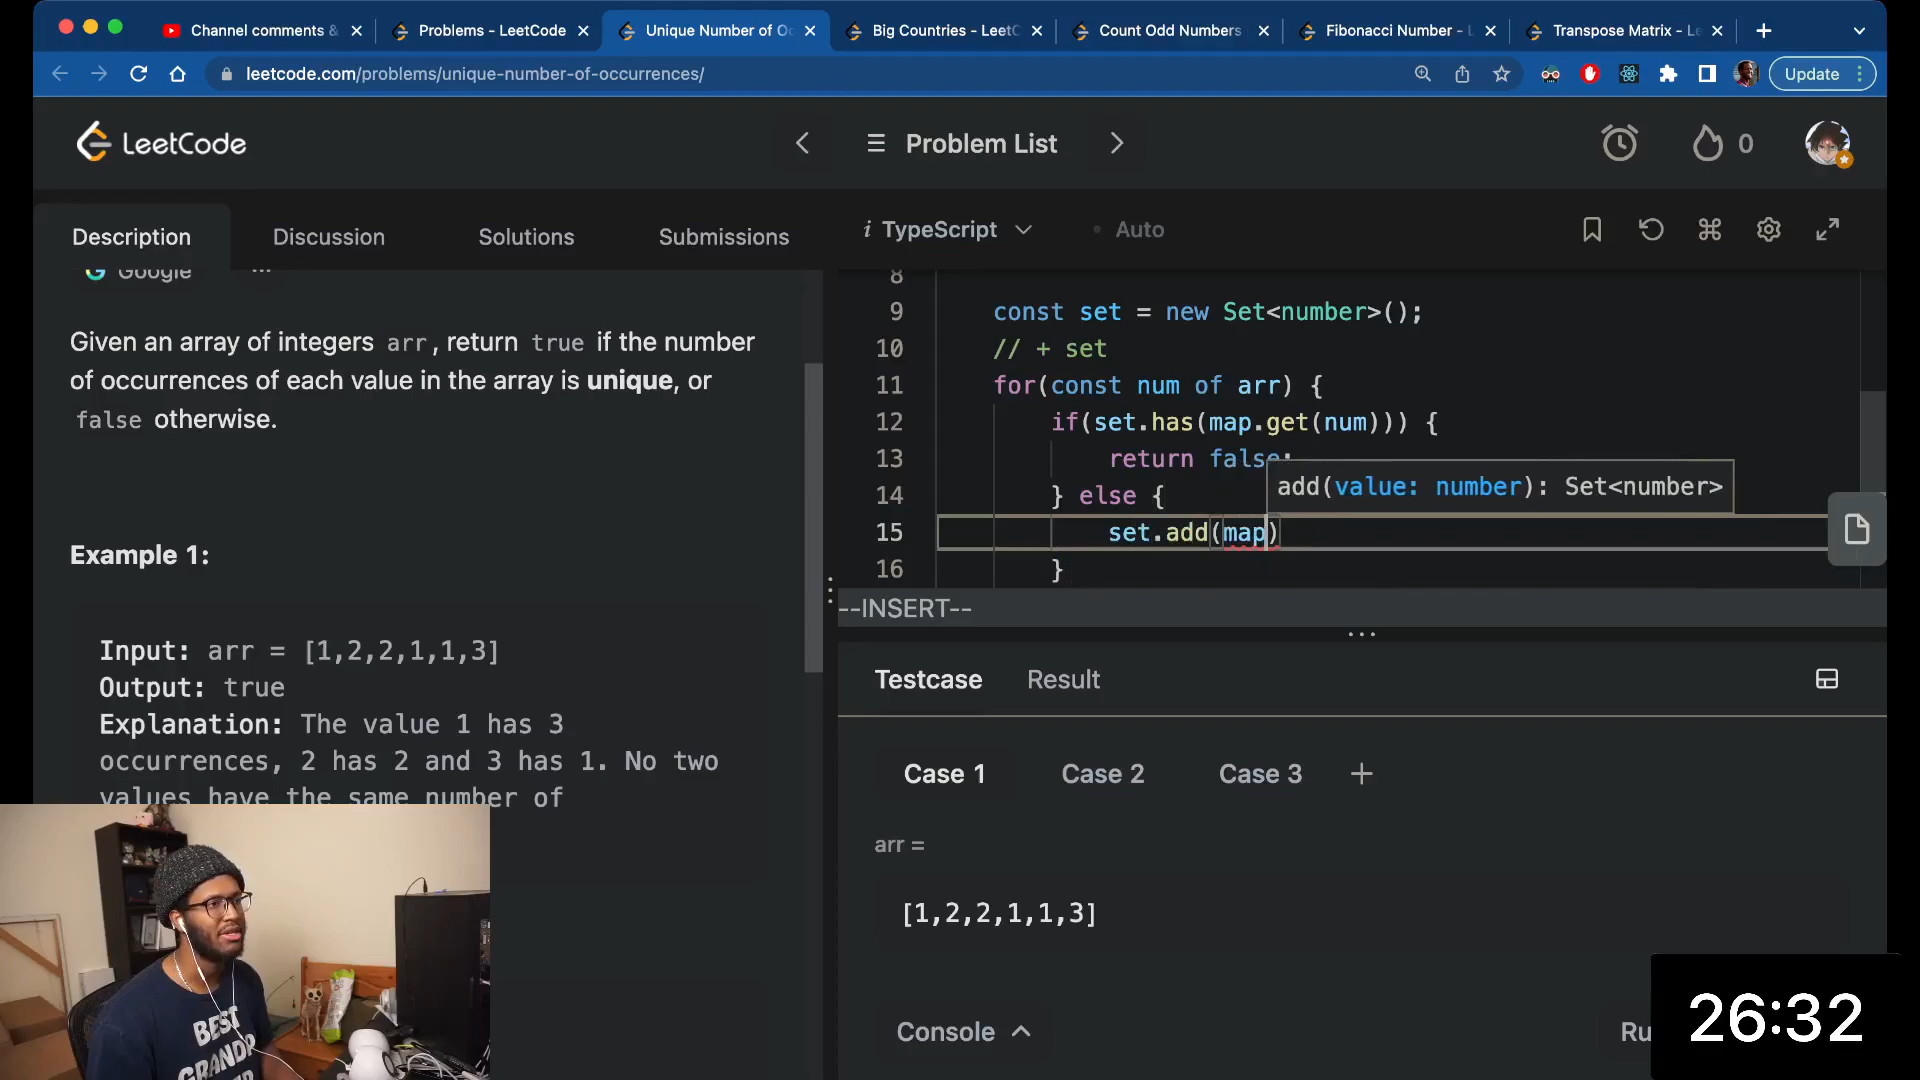 Channel comments &
Problems - LeetCode
Unique Number of Oc
Big Countries - LeetC
Count Odd Numbers
Fibonacci Number - L
Transpose Matrix - Le
leetcode.com/problems/unique-number-of-occurrences/
Update
LeetCode
Problem List
0
Description
Discussion
Solutions
Submissions
i TypeScript
• Auto
Google
...
Given an array of integers arr, return true if the number
of occurrences of each value in the array is unique, or
false otherwise.
Example 1:
Input: arr = [1,2,2,1,1,3]
Output: true
Explanation: The value 1 has 3
occurrences, 2 has 2 and 3 has 1. No two
values have the same number of
8
9 const set = new Set<number>();
10 // + set
11 for(const num of arr) {
12 if(set.has(map.get(num))) {
13 return false;
14 } else {
add(value: number): Set<number>
15 set.add(map)
16 }
--INSERT--
Testcase
Result
Case 1
Case 2
Case 3
+
arr =
[1,2,2,1,1,3]
Console
Ru
26:32
BEST
GRANDP